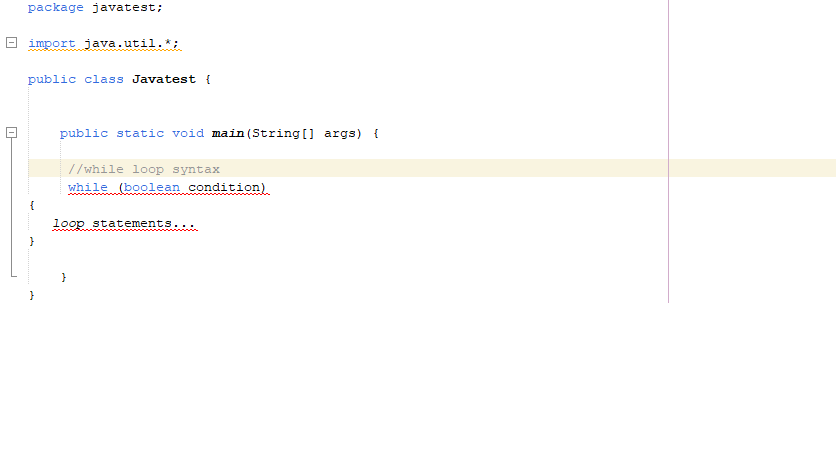 package javatest;
import java.util.*;
public class Javatest {
public static void main(String[] args) {
//while loop syntax
while (boolean condition)
{
loop statements...
}
}
}